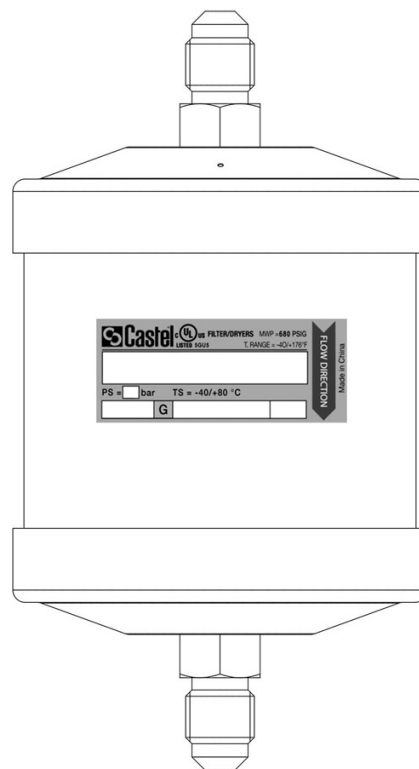 Castel c UL us FILTER/DRYERS MWP =680 PSIG
LISTED SGU3 T. RANGE = -40/+176°F
PS = bar TS = -40/+80 °C
G
FLOW DIRECTION
Made in China